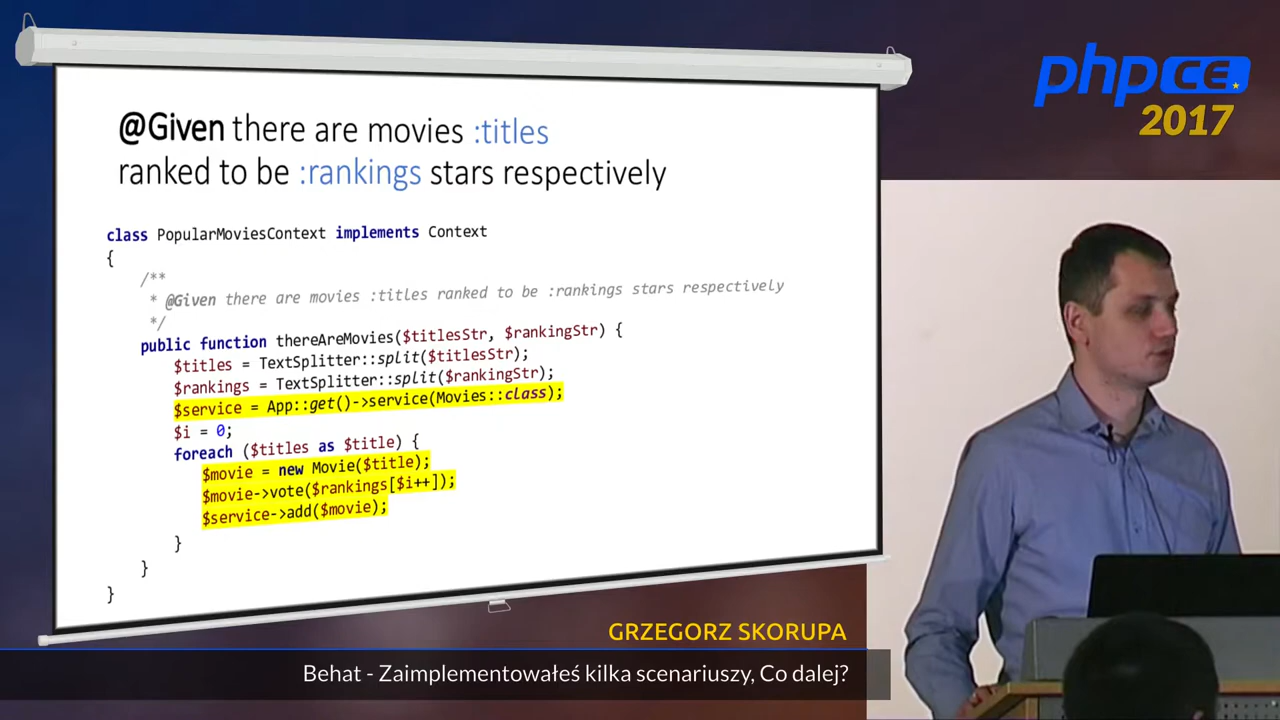 @Given there are movies :titles
ranked to be :rankings stars respectively
class PopularMoviesContext implements Context
{
/**
* @Given there are movies :titles ranked to be :rankings stars respectively
*/
public function thereAreMovies($titlesStr, $rankingStr) {
$titles = TextSplitter::split($titlesStr);
$rankings = TextSplitter::split($rankingStr);
$service = App::get()->service(Movies::class);
$i = 0;
foreach ($titles as $title) {
$movie = new Movie($title);
$movie->vote($rankings[$i++]);
$service->add($movie);
}
}
}
phpCE
2017
GRZEGORZ SKORUPA
Behat - Zaimplementowałeś kilka scenariuszy, Co dalej?